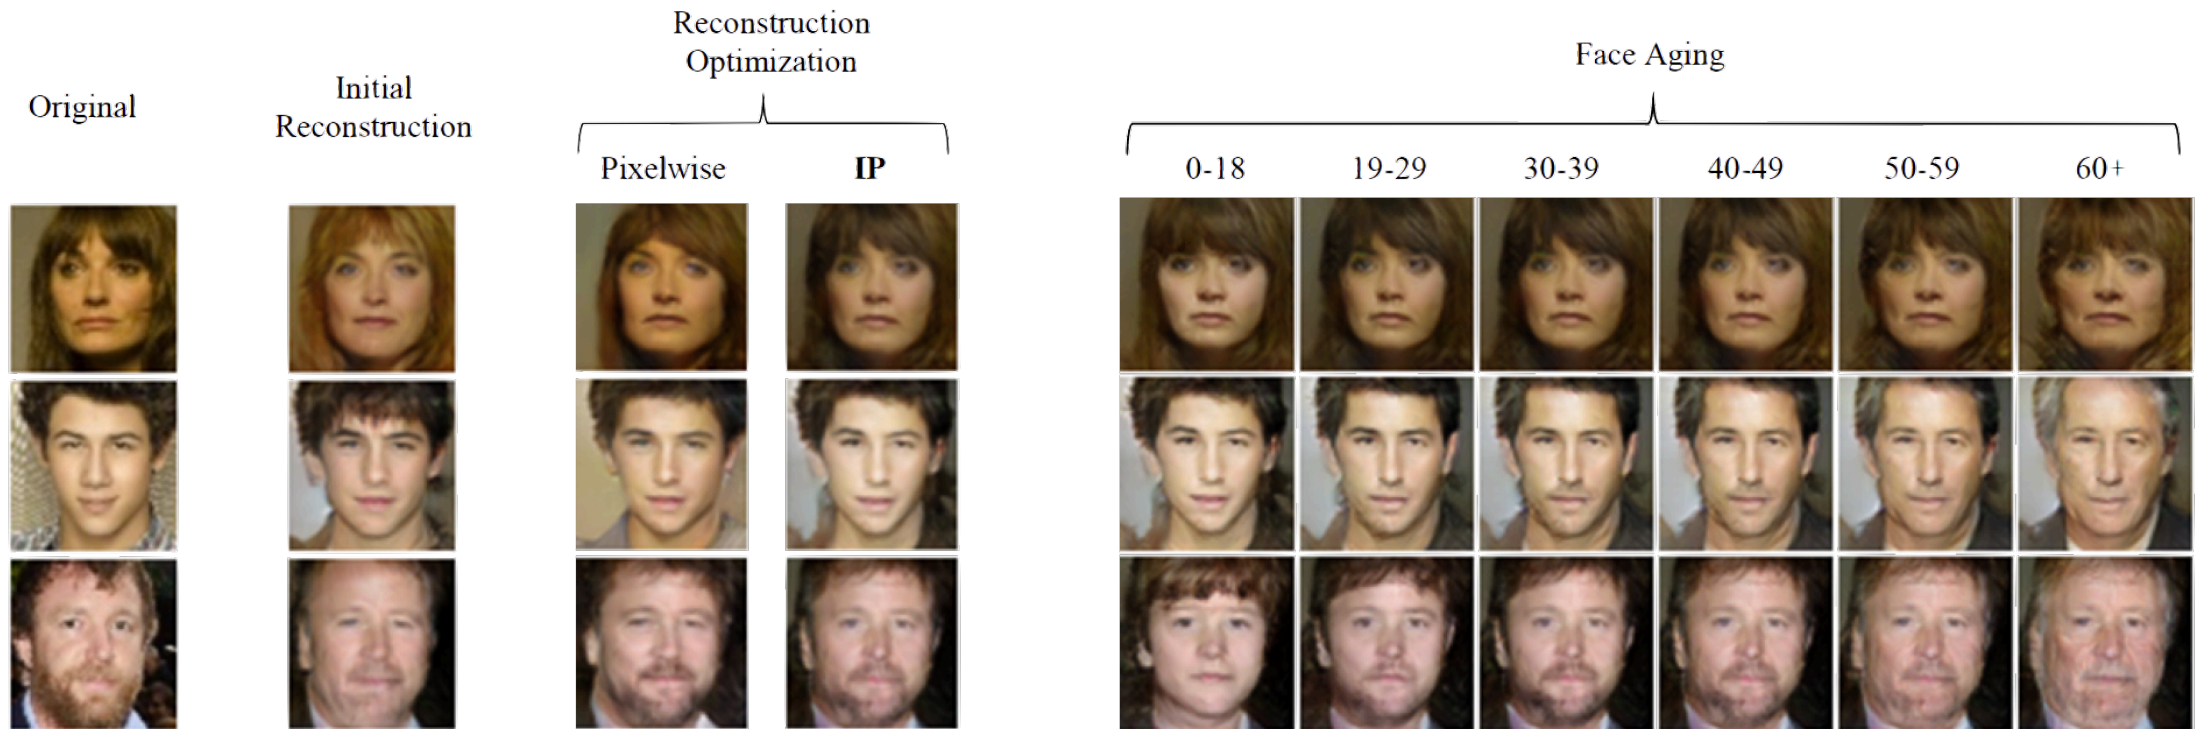 Original
Initial
Reconstruction
Reconstruction
Optimization
Pixelwise
IP
Face Aging
0-18
19-29
30-39
40-49
50-59
60+